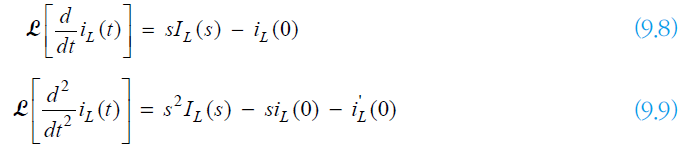 ℒ[d/dt i_L(t)] = sI_L(s) − i_L(0) (9.8)
ℒ[d²/dt² i_L(t)] = s²I_L(s) − si_L(0) − i'_L(0) (9.9)